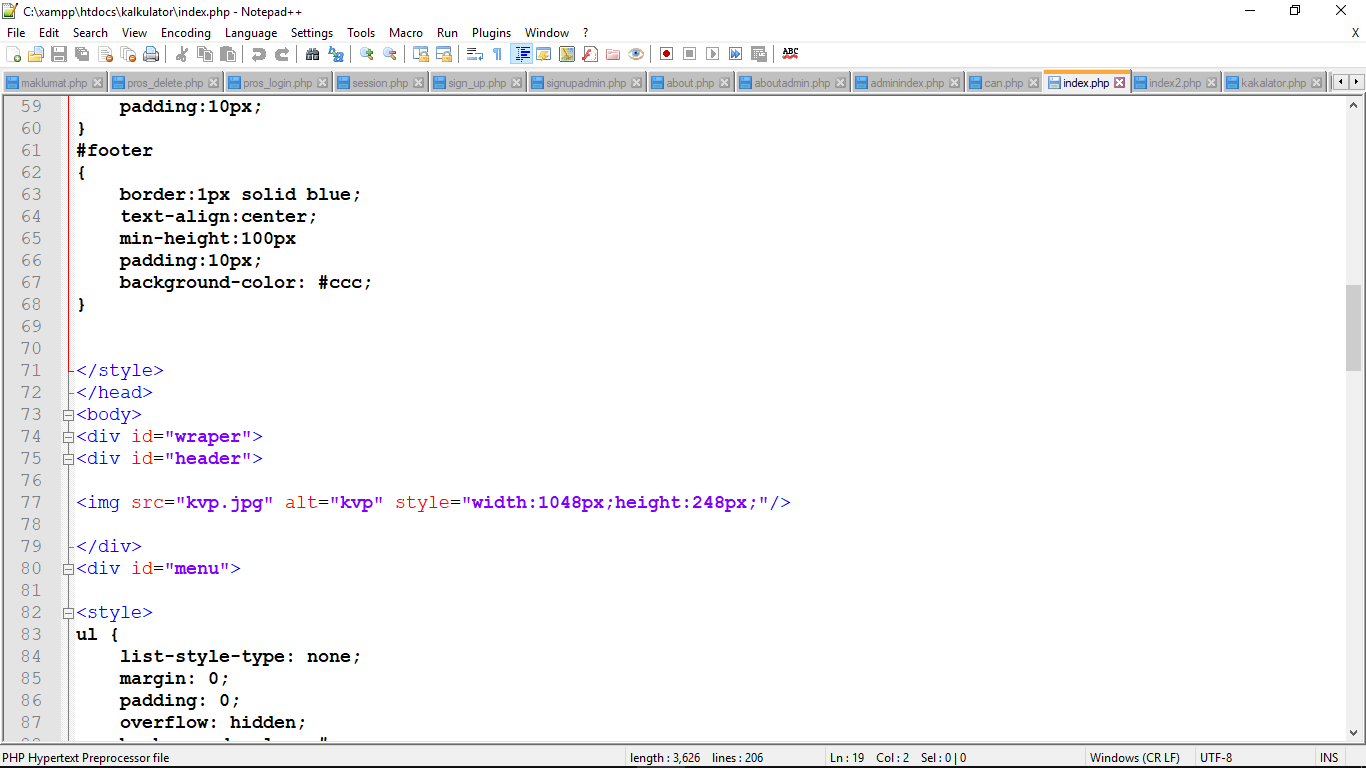 C:\xampp\htdocs\kalkulator\index.php - Notepad++
File Edit Search View Encoding Language Settings Tools Macro Run Plugins Window ? X
ABC
maklumat.php pros_delete.php pros_login.php session.php sign_up.php signupadmin.php about.php aboutadmin.php adminindex.php can.php index.php index2.php kakalator.php
59 padding:10px;
60 }
61 #footer
62 {
63 border:1px solid blue;
64 text-align:center;
65 min-height:100px
66 padding:10px;
67 background-color: #ccc;
68 }
69
70
71 </style>
72 </head>
73 <body>
74 <div id="wraper">
75 <div id="header">
76
77 <img src="kvp.jpg" alt="kvp" style="width:1048px;height:248px;"/>
78
79 </div>
80 <div id="menu">
81
82 <style>
83 ul {
84 list-style-type: none;
85 margin: 0;
86 padding: 0;
87 overflow: hidden;
PHP Hypertext Preprocessor file length : 3,626 lines : 206 Ln : 19 Col : 2 Sel : 0 | 0 Windows (CR LF) UTF-8 INS